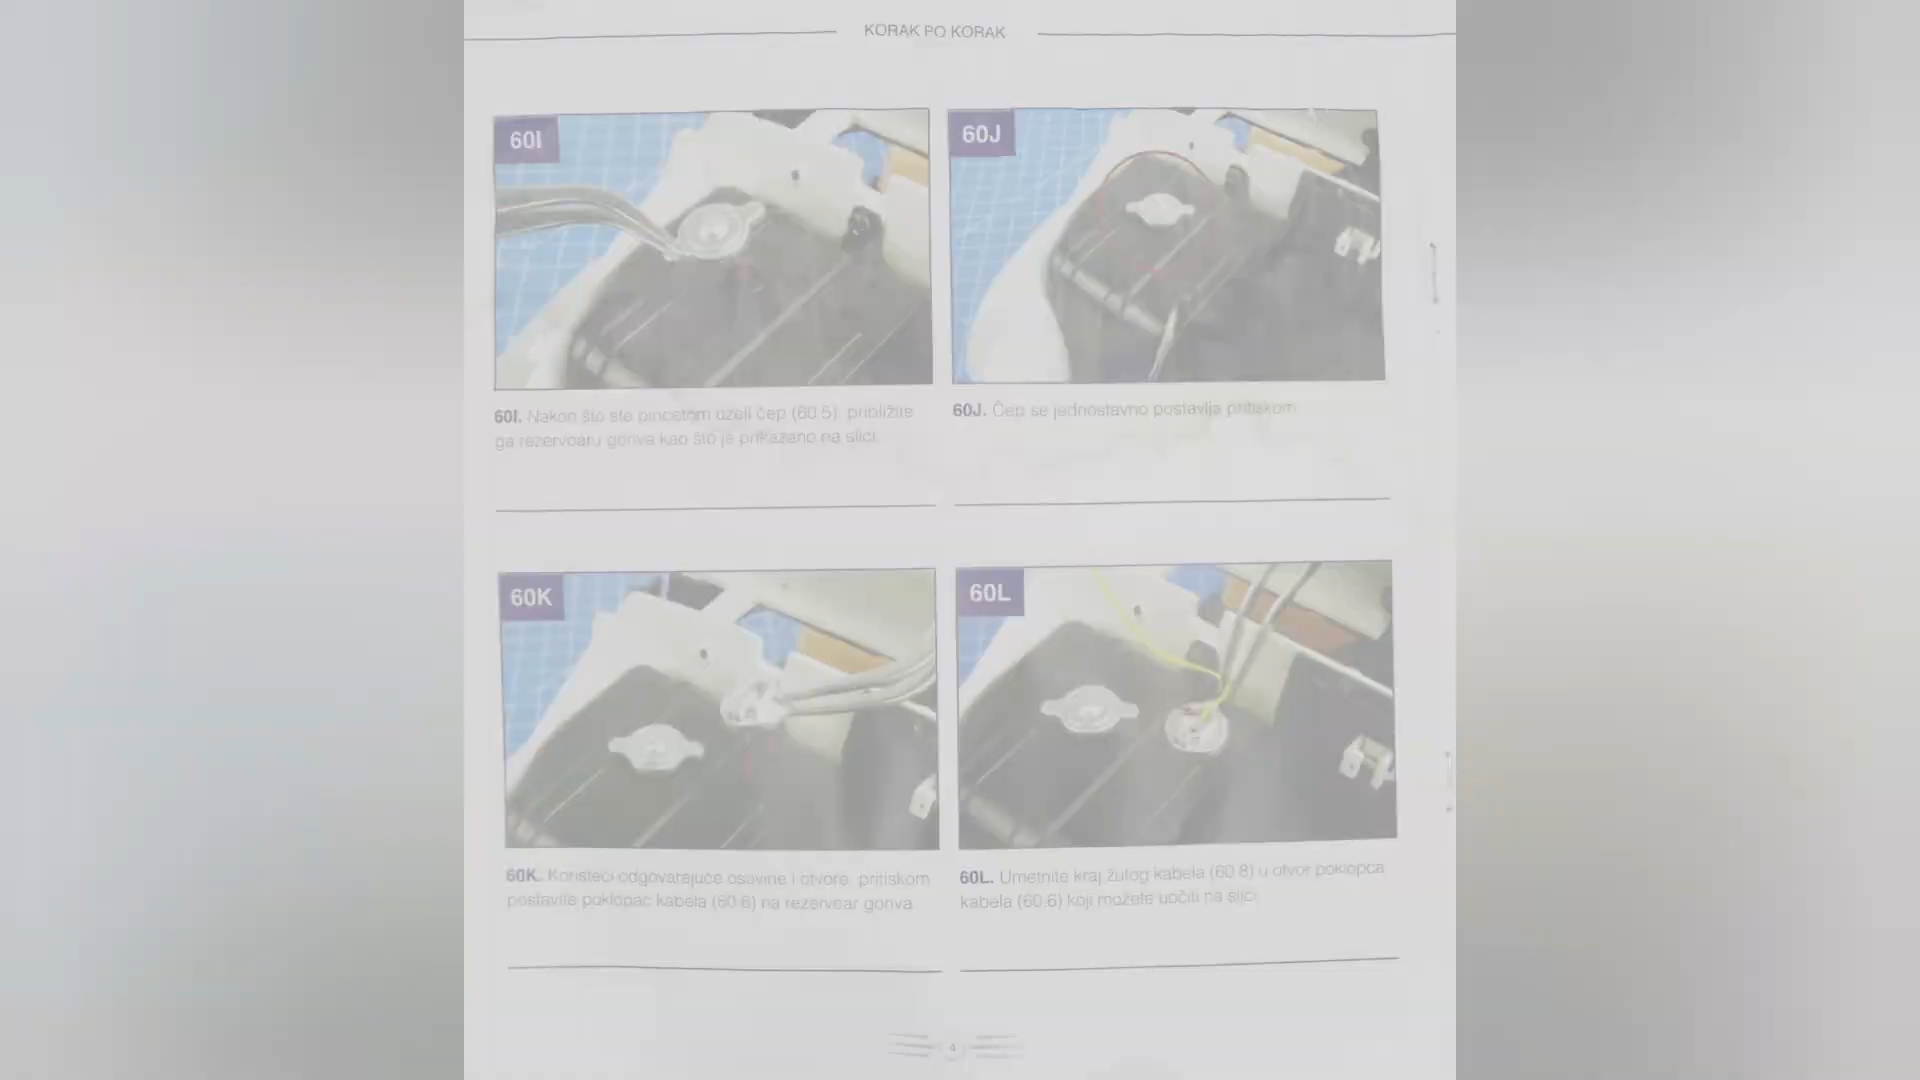 KORAK PO KORAK
60I
60J
60I. Nakon što ste pincetom uzeli čep (60.5), približite
ga rezervoaru goriva kao što je prikazano na slici.
60J. Čep se jednostavno postavlja pritiskom.
60K
60L
60K. Koristeći odgovarajuće osovine i otvore, pritiskom
postavite poklopac kabela (60.6) na rezervoar goriva.
60L. Umetnite kraj žutog kabela (60.8) u otvor poklopca
kabela (60.6) koji možete uočiti na slici.
4